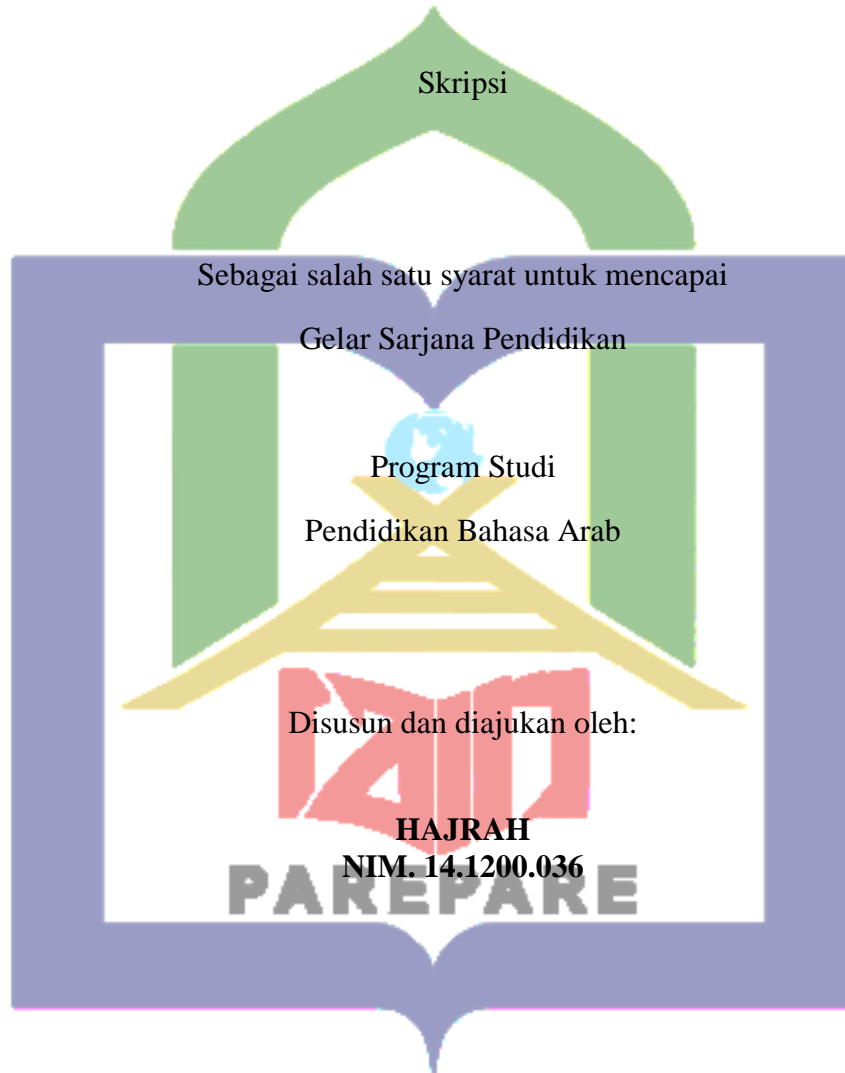 Skripsi
Sebagai salah satu syarat untuk mencapai
Gelar Sarjana Pendidikan
Program Studi
Pendidikan Bahasa Arab
Disusun dan diajukan oleh:
iain
HAJRAH
NIM. 14.1200.036
PAREPARE